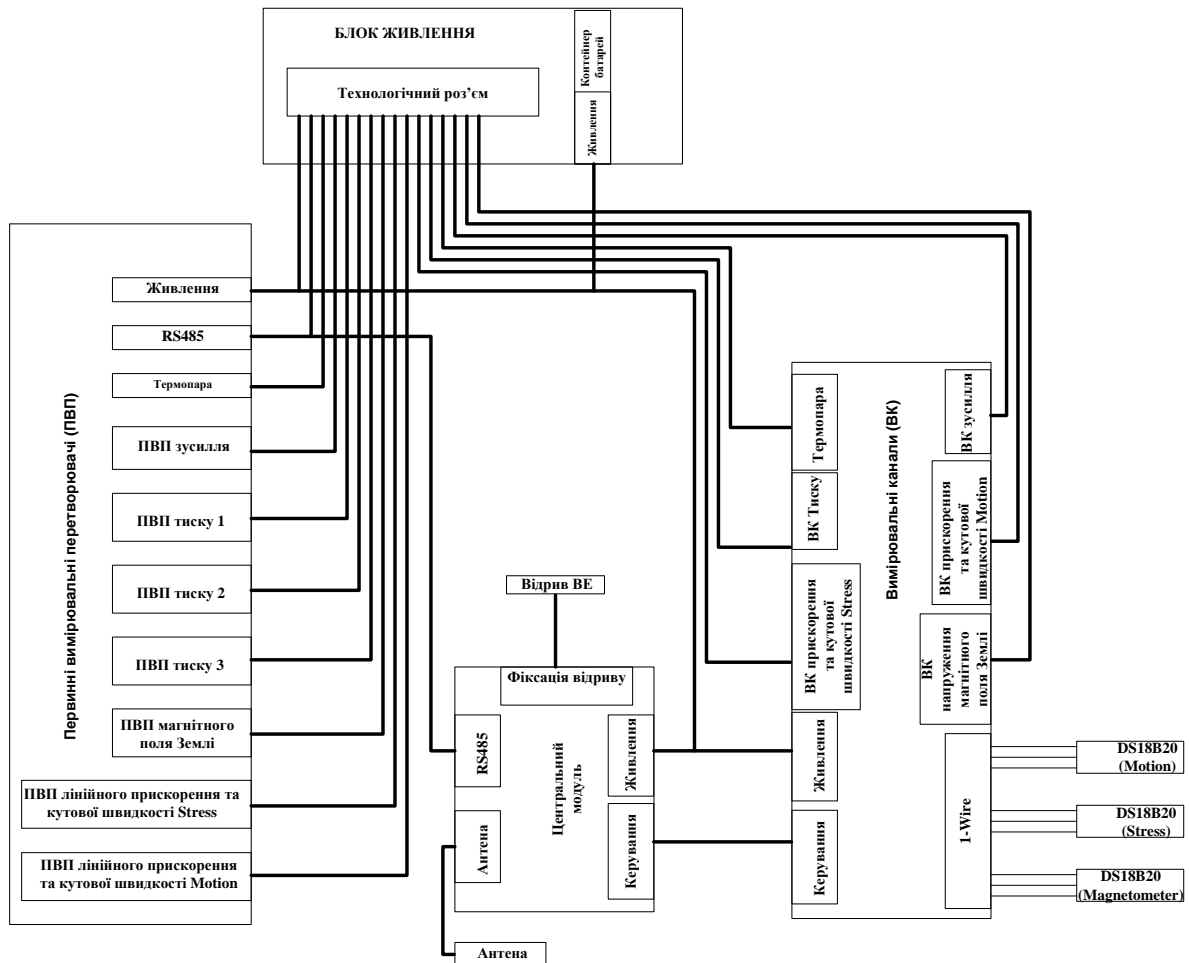 БЛОК ЖИВЛЕННЯ
Контейнер
батарей
Технологічний роз’єм
Живлення
Первинні вимірювальні перетворювачі (ПВП)
Живлення
RS485
Термопара
ПВП зусилля
ПВП тиску 1
ПВП тиску 2
ПВП тиску 3
ПВП магнітного
поля Землі
ПВП лінійного прискорення та
кутової швидкості Stress
ПВП лінійного прискорення
та кутової швидкості Motion
Відрив ВЕ
Фіксація відриву
RS485
Живлення
Центральний
модуль
Антена
Керування
Антена
Вимірювальні канали (ВК)
Термопара
ВК Тиску
ВК прискорення
та кутової
швидкості Stress
Живлення
Керування
ВК зусилля
ВК прискорення
та кутової
швидкості Motion
ВК
напруження
магнітного
поля Землі
1-Wire
DS18B20
(Motion)
DS18B20
(Stress)
DS18B20
(Magnetometer)